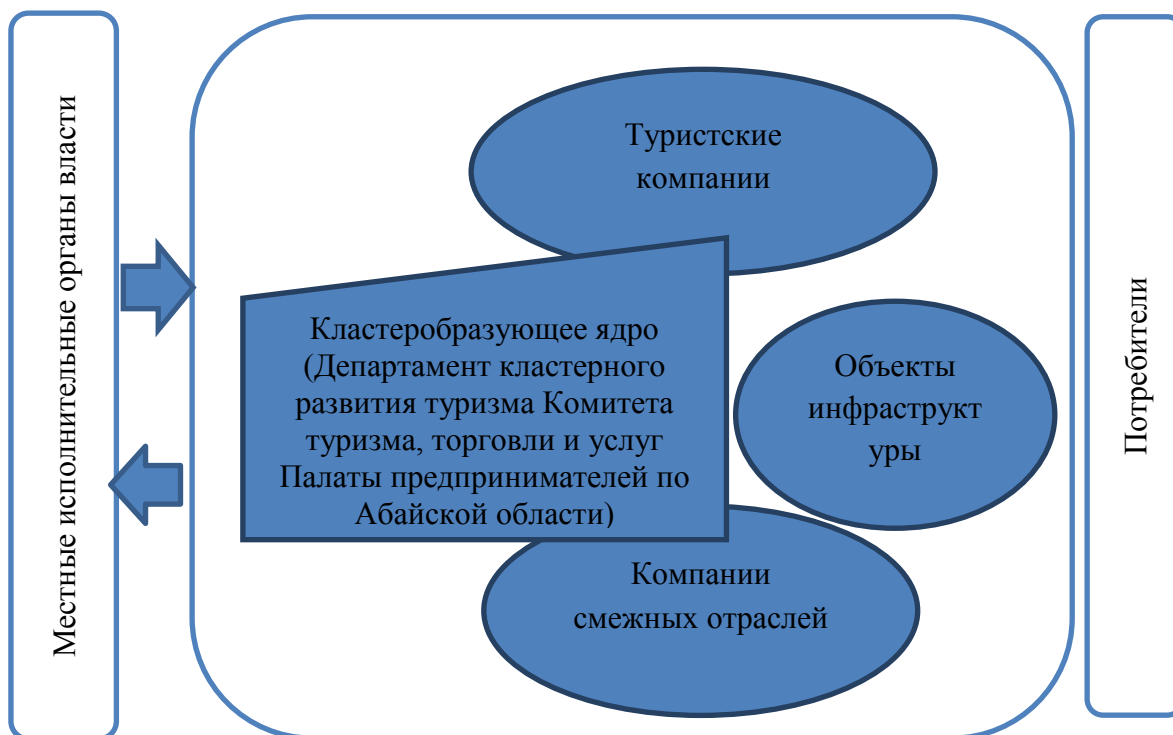 Местные исполнительные органы власти
Туристские
компании
Кластеробразующее ядро
(Департамент кластерного
развития туризма Комитета
туризма, торговли и услуг
Палаты предпринимателей по
Абайской области)
Объекты
инфраструкт
уры
Компании
смежных отраслей
Потребители